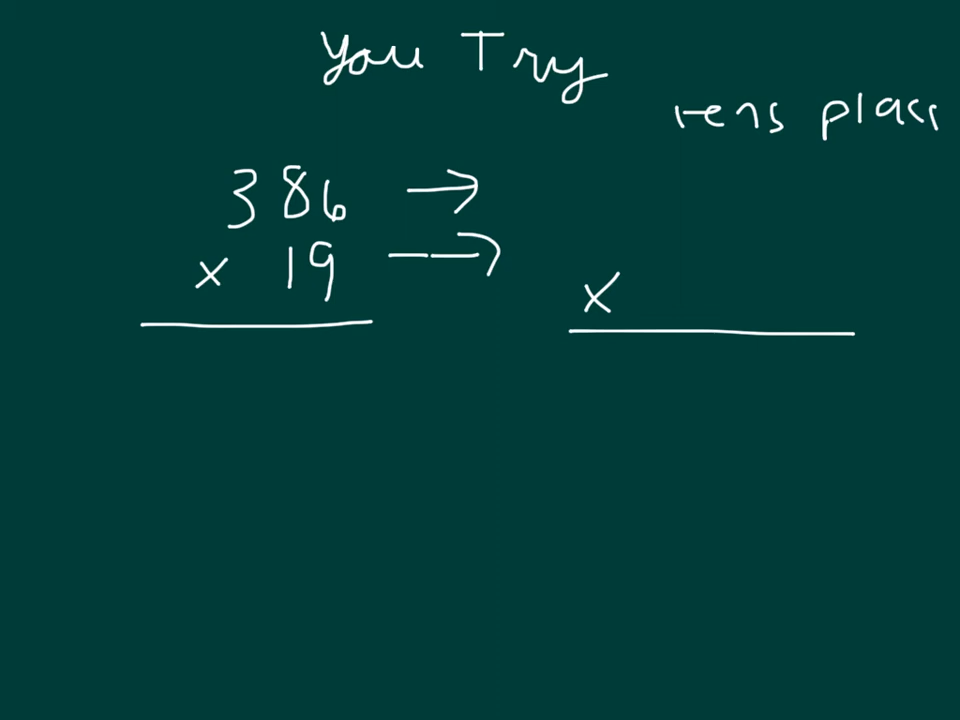 You Try
tens place
386 →
x 19 →
x